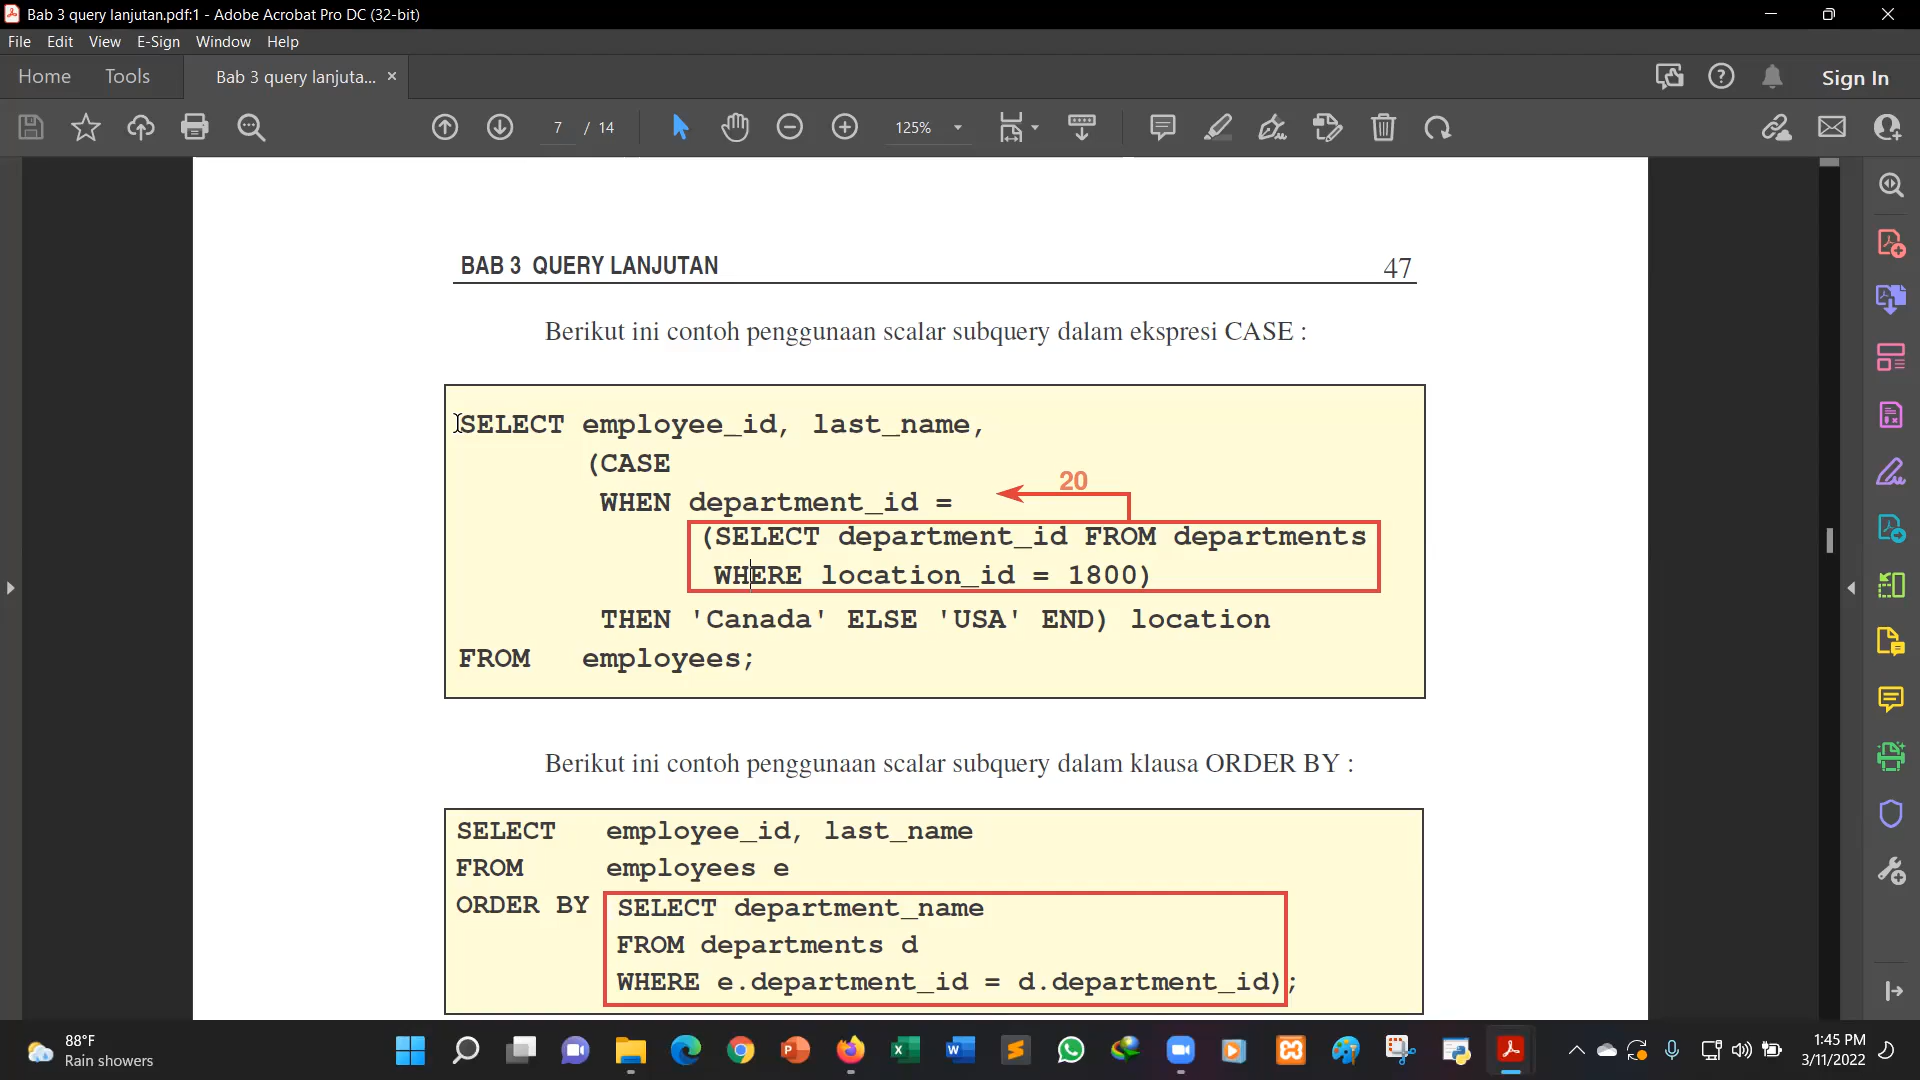 Bab 3 query lanjutan.pdf:1 - Adobe Acrobat Pro DC (32-bit)
File Edit View E-Sign Window Help
Home Tools Bab 3 query lanjuta... × Sign In
7 / 14 125%
BAB 3 QUERY LANJUTAN 47
Berikut ini contoh penggunaan scalar subquery dalam ekspresi CASE :
SELECT employee_id, last_name,
(CASE
20
WHEN department_id =
(SELECT department_id FROM departments
WHERE location_id = 1800)
THEN 'Canada' ELSE 'USA' END) location
FROM employees;
Berikut ini contoh penggunaan scalar subquery dalam klausa ORDER BY :
SELECT employee_id, last_name
FROM employees e
ORDER BY SELECT department_name
FROM departments d
WHERE e.department_id = d.department_id);
88°F
Rain showers
1:45 PM
3/11/2022